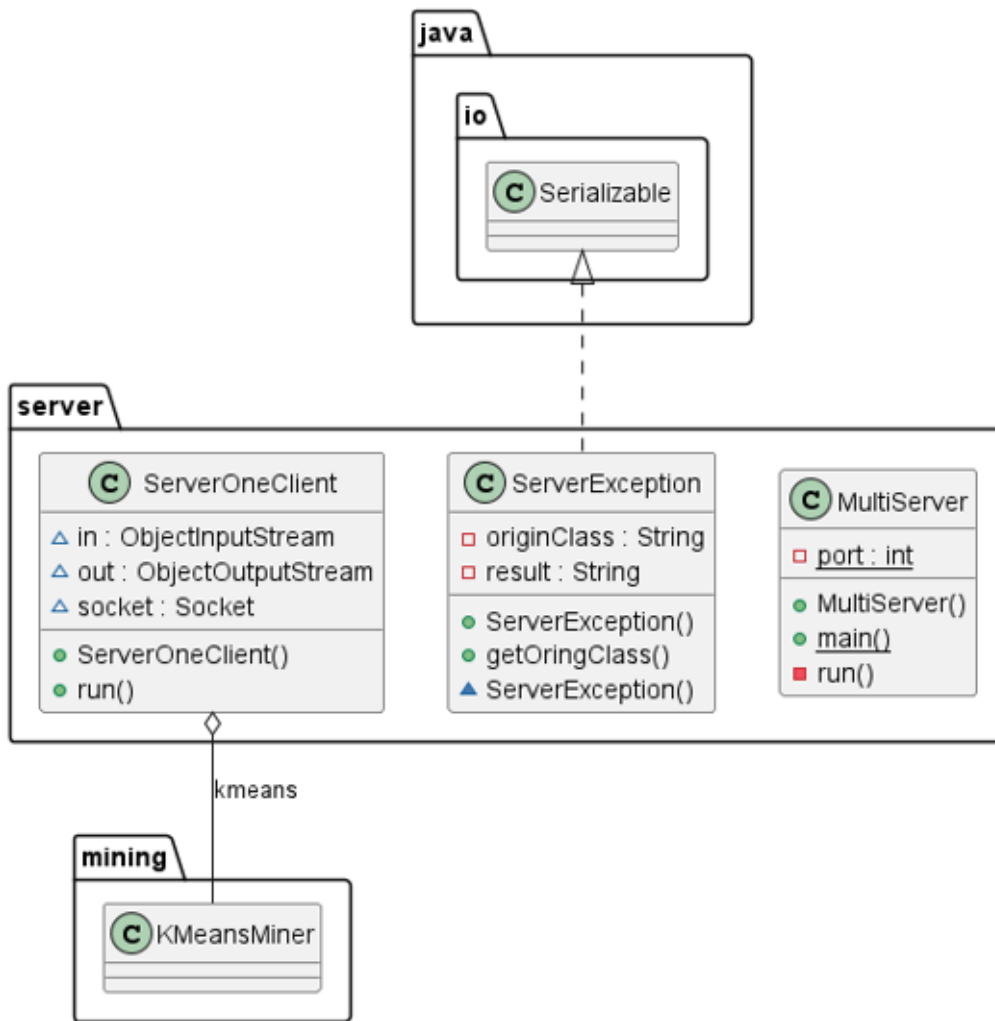 java
io
C Serializable
server
C ServerOneClient
in : ObjectInputStream
out : ObjectOutputStream
socket : Socket
ServerOneClient()
run()
C ServerException
originClass : String
result : String
ServerException()
getOringClass()
ServerException()
C MultiServer
port : int
MultiServer()
main()
run()
kmeans
mining
C KMeansMiner